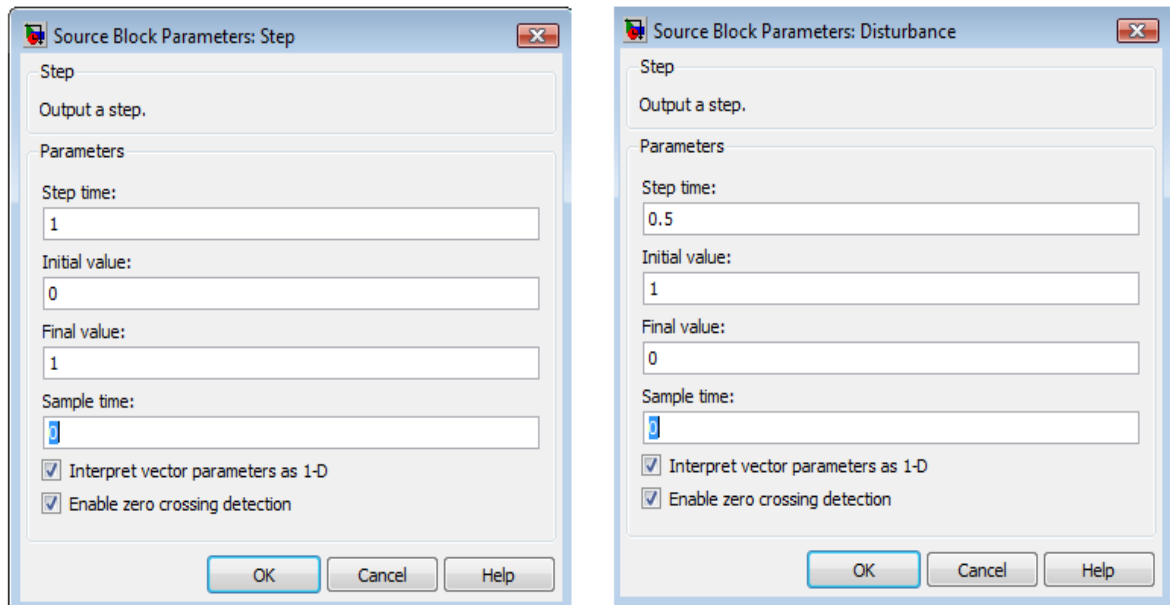 Source Block Parameters: Step
Step
Output a step.
Parameters
Step time:
1
Initial value:
0
Final value:
1
Sample time:
0
Interpret vector parameters as 1-D
Enable zero crossing detection
OK Cancel Help
Source Block Parameters: Disturbance
Step
Output a step.
Parameters
Step time:
0.5
Initial value:
1
Final value:
0
Sample time:
0
Interpret vector parameters as 1-D
Enable zero crossing detection
OK Cancel Help